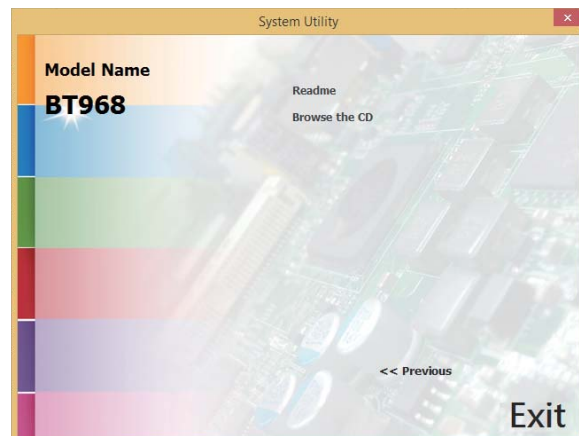 System Utility
Model Name
BT968
Readme
Browse the CD
<< Previous
Exit